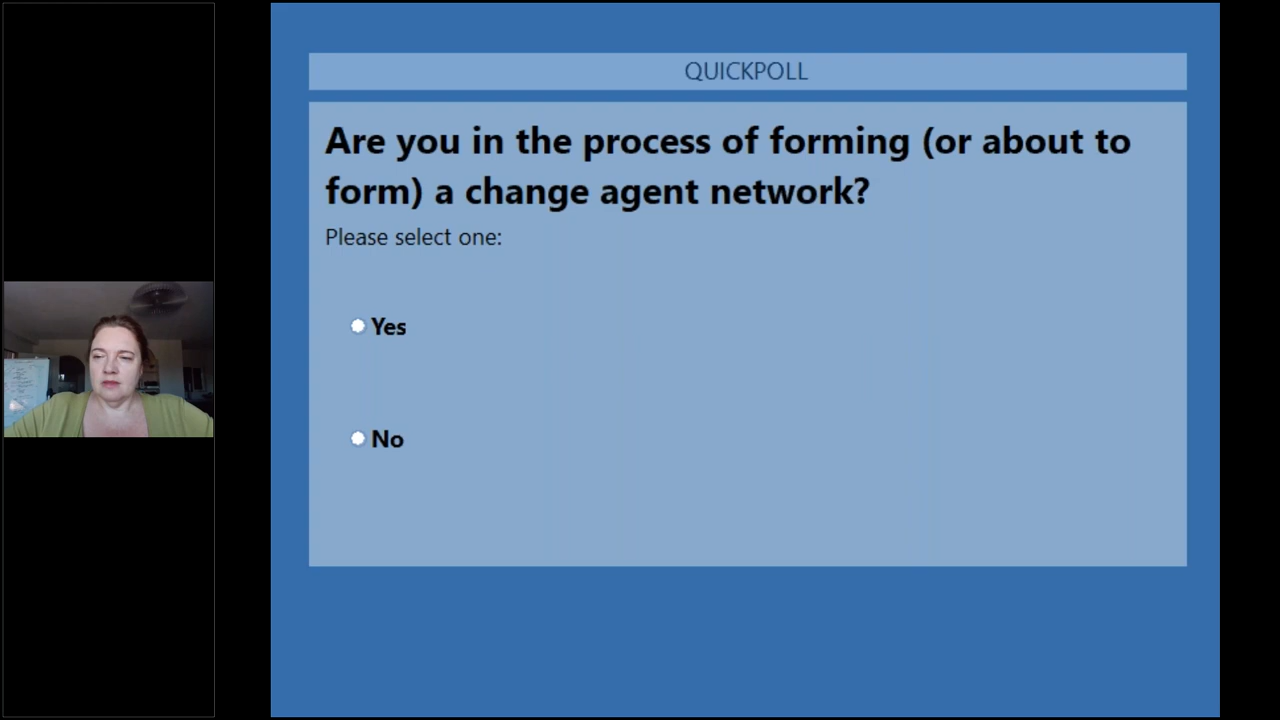 QUICKPOLL
Are you in the process of forming (or about to
form) a change agent network?
Please select one:
Yes
No